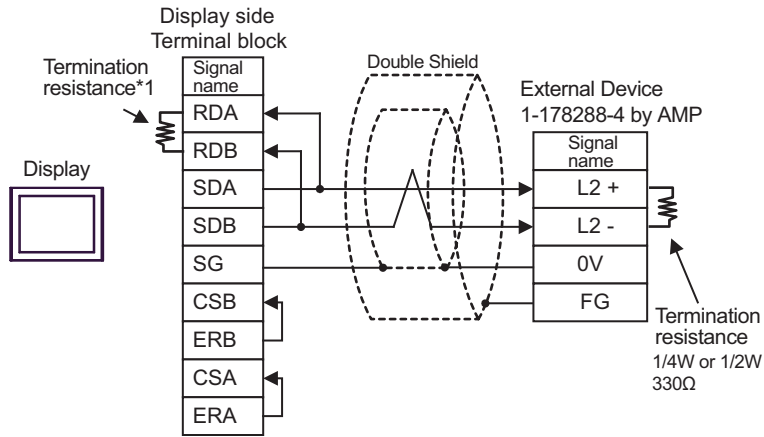 Display side
Terminal block
Double Shield
Termination
resistance*1
External Device
1-178288-4 by AMP
Display
Signal
name
RDA
RDB
SDA
SDB
SG
CSB
ERB
CSA
ERA
Signal
name
L2 +
L2 -
0V
FG
Termination
resistance
1/4W or 1/2W
330Ω